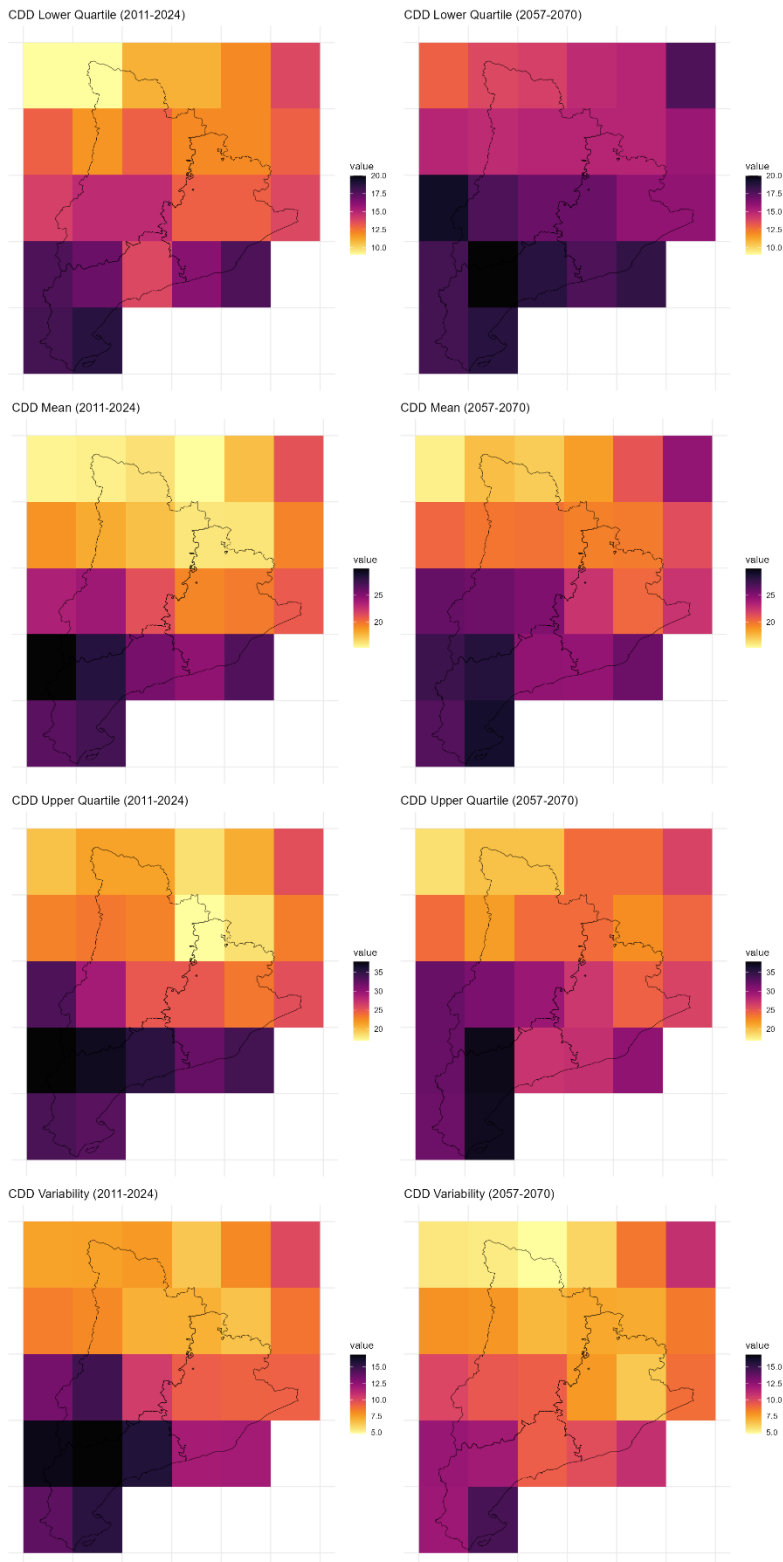 CDD Lower Quartile (2011-2024)
value
20.0
17.5
15.0
12.5
10.0
CDD Lower Quartile (2057-2070)
value
20.0
17.5
15.0
12.5
10.0
CDD Mean (2011-2024)
value
25
20
CDD Mean (2057-2070)
value
25
20
CDD Upper Quartile (2011-2024)
value
35
30
25
20
CDD Upper Quartile (2057-2070)
value
35
30
25
20
CDD Variability (2011-2024)
value
15.0
12.5
10.0
7.5
5.0
CDD Variability (2057-2070)
value
15.0
12.5
10.0
7.5
5.0